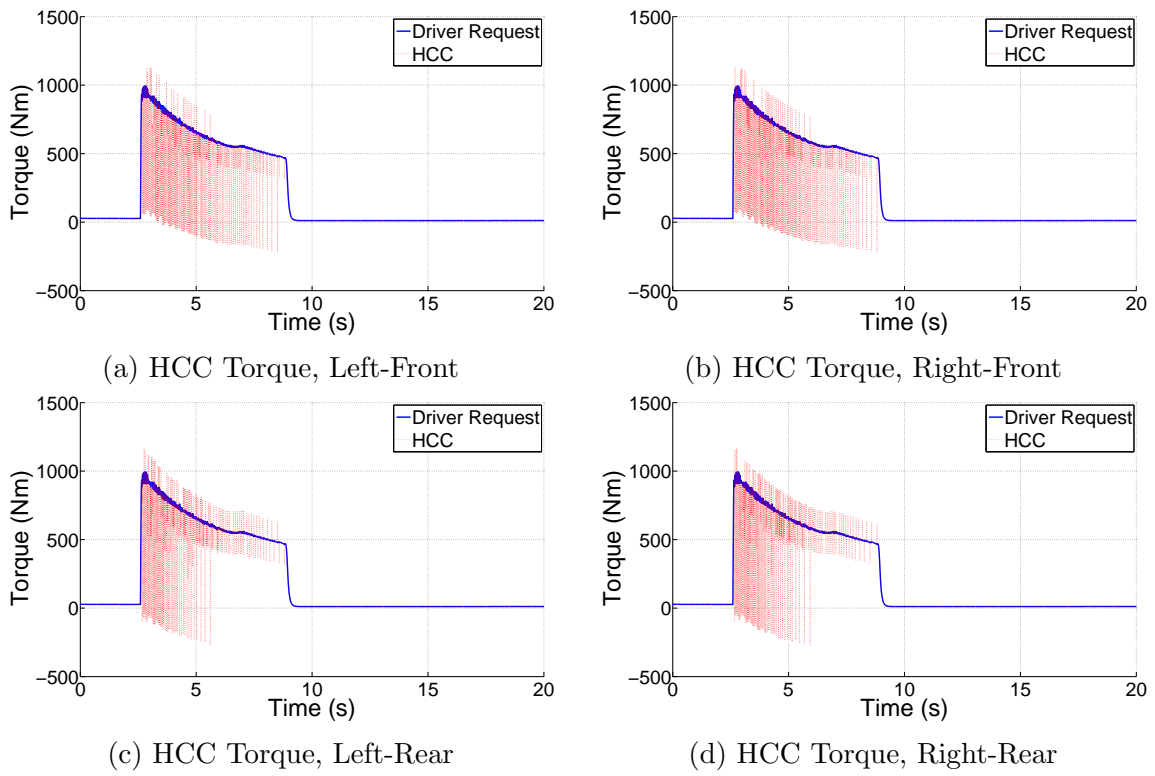 1500
1000
500
0
−500
0
5
10
15
20
Torque (Nm)
Time (s)
Driver Request
HCC
(a) HCC Torque, Left-Front
1500
1000
500
0
−500
0
5
10
15
20
Torque (Nm)
Time (s)
Driver Request
HCC
(b) HCC Torque, Right-Front
1500
1000
500
0
−500
0
5
10
15
20
Torque (Nm)
Time (s)
Driver Request
HCC
(c) HCC Torque, Left-Rear
1500
1000
500
0
−500
0
5
10
15
20
Torque (Nm)
Time (s)
Driver Request
HCC
(d) HCC Torque, Right-Rear